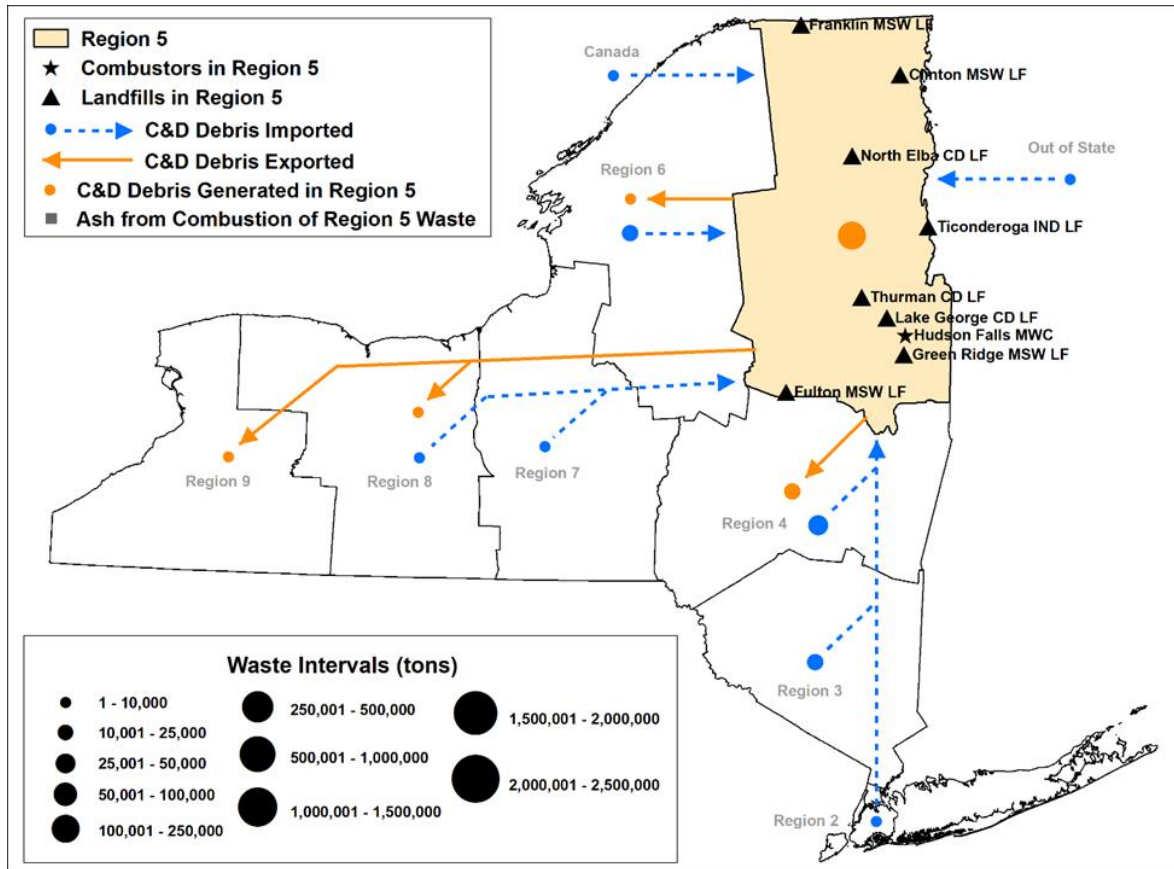 Region 5
Combustors in Region 5
Landfills in Region 5
C&D Debris Imported
C&D Debris Exported
C&D Debris Generated in Region 5
Ash from Combustion of Region 5 Waste
Canada
Franklin MSW LF
Clinton MSW LF
North Elba CD LF
Out of State
Region 6
Ticonderoga IND LF
Thurman CD LF
Lake George CD LF
Hudson Falls MWC
Green Ridge MSW LF
Fulton MSW LF
Region 9
Region 8
Region 7
Region 4
Region 3
Region 2
Waste Intervals (tons)
1 - 10,000
10,001 - 25,000
25,001 - 50,000
50,001 - 100,000
100,001 - 250,000
250,001 - 500,000
500,001 - 1,000,000
1,000,001 - 1,500,000
1,500,001 - 2,000,000
2,000,001 - 2,500,000